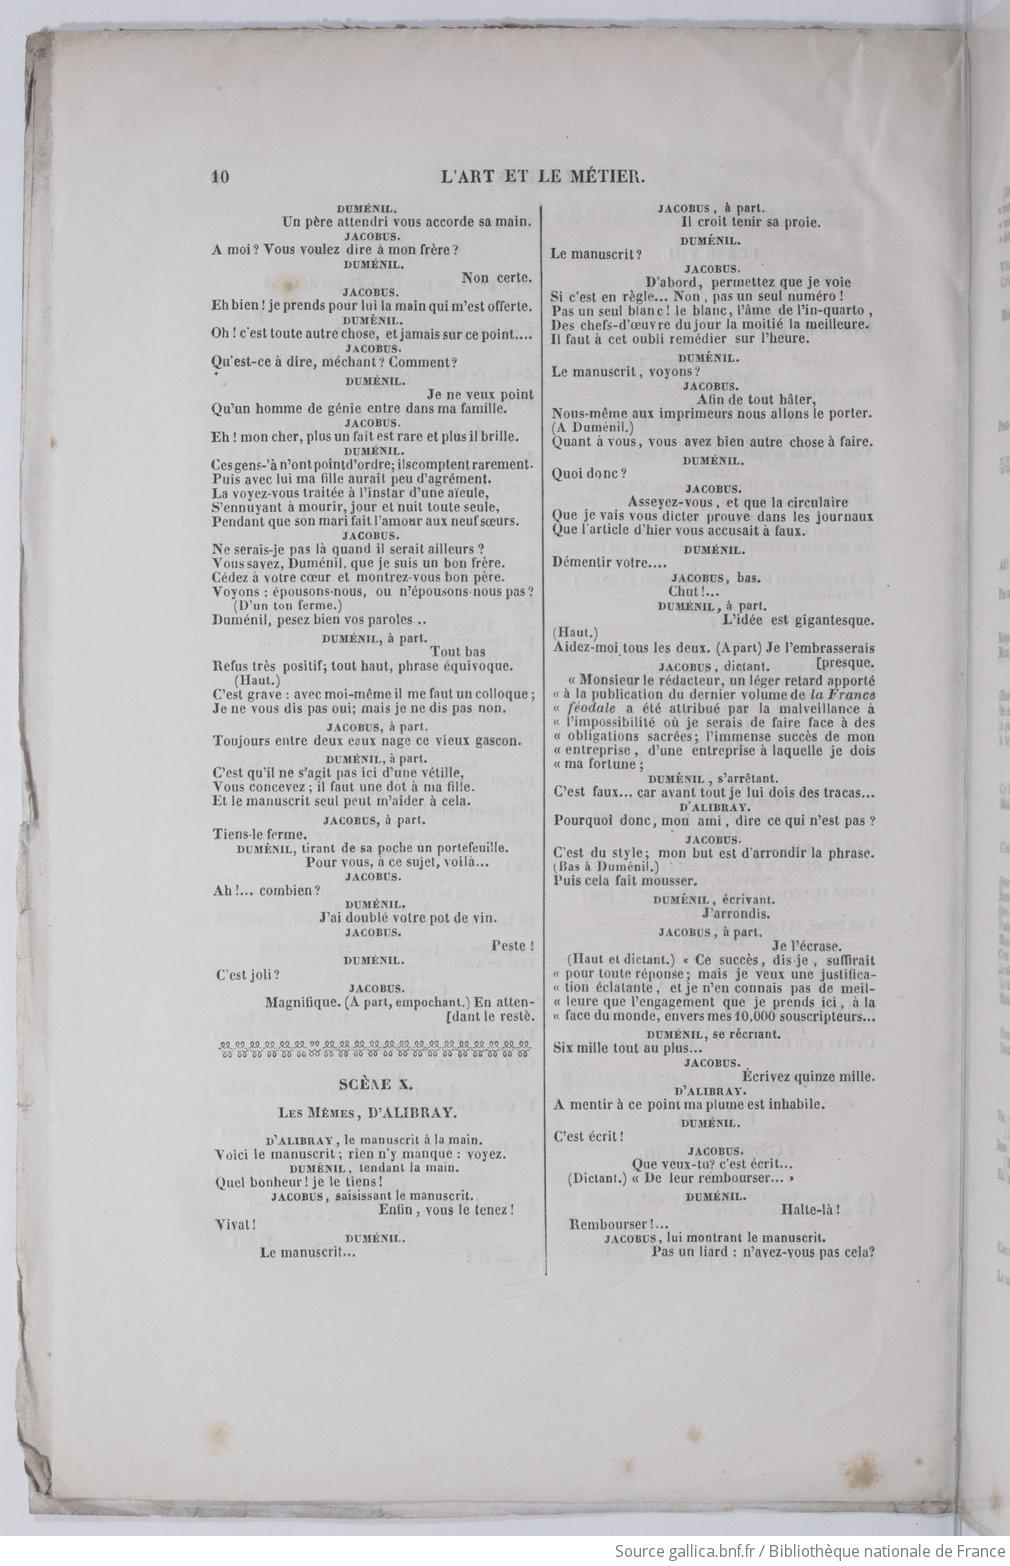 10
L'ART ET LE MÉTIER.
DUMÉNIL.
Un père attendri vous accorde sa main.
JACOBUS.
A moi? Vous voulez dire à mon frère?
DUMÉNIL.
Non certe.
JACOBUS.
Eh bien! je prends pour lui la main qui m'est offerte.
DUMÉNIL.
Oh! c'est toute autre chose, et jamais sur ce point....
JACOBUS.
Qu'est-ce à dire, méchant? Comment?
DUMÉNIL.
Je ne veux point
Qu'un homme de génie entre dans ma famille.
JACOBUS.
Eh! mon cher, plus un fait est rare et plus il brille.
DUMÉNIL.
Ces gens-'à n'ont point d'ordre; ils comptent rarement.
Puis avec lui ma fille aurait peu d'agrément.
La voyez-vous traitée à l'instar d'une aïcule,
S'ennuyant à mourir, jour et nuit toute seule,
Pendant que son mari fait l'amour aux neuf sœurs.
JACOBUS.
Ne serais-je pas là quand il serait ailleurs?
Vous savez, Duménil, que je suis un bon frère.
Cédez à votre cœur et montrez-vous bon père.
Voyons : épousons-nous, ou n'épousons-nous pas?
(D'un ton ferme.)
Duménil, pesez bien vos paroles ..
DUMÉNIL, à part.
Tout bas
Refus très positif; tout haut, phrase équivoque.
(Haut.)
C'est grave : avec moi-même il me faut un colloque;
Je ne vous dis pas oui; mais je ne dis pas non.
JACOBUS, à part.
Toujours entre deux eaux nage ce vieux gascon.
DUMÉNIL, à part.
C'est qu'il ne s'agit pas ici d'une vétille,
Vous concevez; il faut une dot à ma fille.
Et le manuscrit seul peut m'aider à cela.
JACOBUS, à part.
Tiens-le ferme.
DUMÉNIL, tirant de sa poche un portefeuille.
Pour vous, à ce sujet, voilà...
JACOBUS.
Ah!... combien?
DUMÉNIL.
J'ai doublé votre pot de vin.
JACOBUS.
Peste!
DUMÉNIL.
C'est joli?
JACOBUS.
Magnifique. (A part, empochant.) En atten-
[dant le reste.
SCÈNE X.
LES MÊMES, D'ALIBRAY.
D'ALIBRAY, le manuscrit à la main.
Voici le manuscrit; rien n'y manque : voyez.
DUMÉNIL, tendant la main.
Quel bonheur! je le tiens!
JACOBUS, saisissant le manuscrit.
Enfin, vous le tenez!
Vivat!
DUMÉNIL.
Le manuscrit...
JACOBUS, à part.
Il croit tenir sa proie.
DUMÉNIL.
Le manuscrit?
JACOBUS.
D'abord, permettez que je voie
Si c'est en règle... Non, pas un seul numéro!
Pas un seul blanc! le blanc, l'âme de l'in-quarto,
Des chefs-d'œuvre du jour la moitié la meilleure.
Il faut à cet oubli remédier sur l'heure.
DUMÉNIL.
Le manuscrit, voyons?
JACOBUS.
Afin de tout hâter,
Nous-même aux imprimeurs nous allons le porter.
(A Duménil.)
Quant à vous, vous avez bien autre chose à faire.
DUMÉNIL.
Quoi donc?
JACOBUS.
Asseyez-vous, et que la circulaire
Que je vais vous dicter prouve dans les journaux
Que l'article d'hier vous accusait à faux.
DUMÉNIL.
Démentir votre....
JACOBUS, bas.
Chut!...
DUMÉNIL, à part.
L'idée est gigantesque.
(Haut.)
Aidez-moi tous les deux. (Apart) Je l'embrasserais
[presque.
JACOBUS, dictant.
« Monsieur le rédacteur, un léger retard apporté
« à la publication du dernier volume de la France
« féodale a été attribué par la malveillance à
« l'impossibilité où je serais de faire face à des
« obligations sacrées; l'immense succès de mon
« entreprise, d'une entreprise à laquelle je dois
« ma fortune;
DUMÉNIL, s'arrêtant.
C'est faux... car avant tout je lui dois des tracas...
D'ALIBRAY.
Pourquoi donc, mon ami, dire ce qui n'est pas?
JACOBUS.
C'est du style; mon but est d'arrondir la phrase.
(Bas à Duménil.)
Puis cela fait mousser.
DUMÉNIL, écrivant.
J'arrondis.
JACOBUS, à part.
Je l'écrase.
(Haut et dictant.) « Ce succès, dis-je, suffirait
« pour toute réponse; mais je veux une justifica-
« tion éclatante, et je n'en connais pas de meil-
« leure que l'engagement que je prends ici, à la
« face du monde, envers mes 10,000 souscripteurs...
DUMÉNIL, se récriant.
Six mille tout au plus...
JACOBUS.
Écrivez quinze mille.
D'ALIBRAY.
A mentir à ce point ma plume est inhabile.
DUMÉNIL.
C'est écrit!
JACOBUS.
Que veux-tu? c'est écrit...
(Dictant.) « De leur rembourser... »
DUMÉNIL.
Halte-là!
Rembourser!...
JACOBUS, lui montrant le manuscrit.
Pas un liard : n'avez-vous pas cela?
Source gallica.bnf.fr / Bibliothèque nationale de France